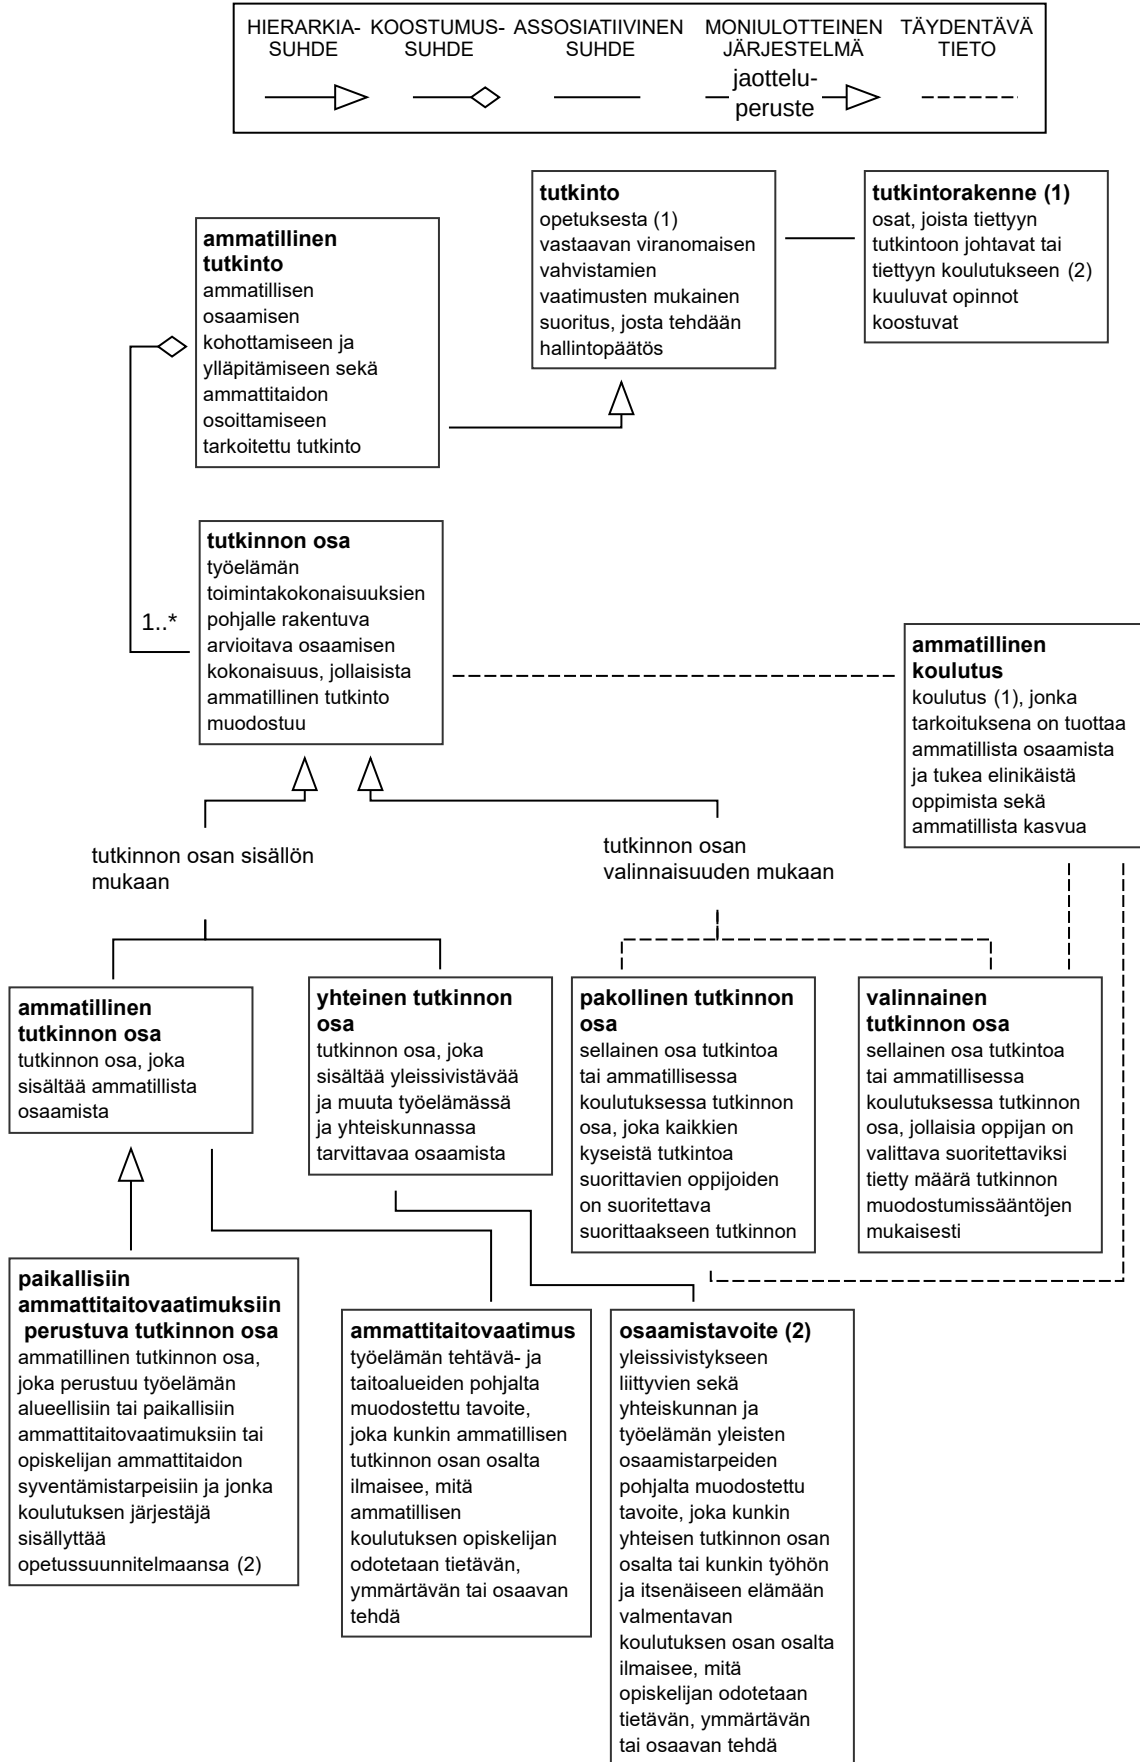 HIERARKIA-
SUHDE
KOOSTUMUS-
SUHDE
ASSOSIATIIVINEN
SUHDE
MONIULOTTEINEN
JÄRJESTELMÄ
TÄYDENTÄVÄ
TIETO
jaottelu-
peruste
tutkinto
opetuksesta (1)
vastaavan viranomaisen
vahvistamien
vaatimusten mukainen
suoritus, josta tehdään
hallintopäätös
tutkintorakenne (1)
osat, joista tiettyyn
tutkintoon johtavat tai
tiettyyn koulutukseen (2)
kuuluvat opinnot
koostuvat
ammatillinen
tutkinto
ammatillisen
osaamisen
kohottamiseen ja
ylläpitämiseen sekä
ammattitaidon
osoittamiseen
tarkoitettu tutkinto
tutkinnon osa
työelämän
toimintakokonaisuuksien
pohjalle rakentuva
arvioitava osaamisen
kokonaisuus, jollaisista
ammatillinen tutkinto
muodostuu
1..*
ammatillinen
koulutus
koulutus (1), jonka
tarkoituksena on tuottaa
ammatillista osaamista
ja tukea elinikäistä
oppimista sekä
ammatillista kasvua
tutkinnon osan sisällön
mukaan
tutkinnon osan
valinnaisuuden mukaan
ammatillinen
tutkinnon osa
tutkinnon osa, joka
sisältää ammatillista
osaamista
yhteinen tutkinnon
osa
tutkinnon osa, joka
sisältää yleissivistävää
ja muuta työelämässä
ja yhteiskunnassa
tarvittavaa osaamista
pakollinen tutkinnon
osa
sellainen osa tutkintoa
tai ammatillisessa
koulutuksessa tutkinnon
osa, joka kaikkien
kyseistä tutkintoa
suorittavien oppijoiden
on suoritettava
suorittaakseen tutkinnon
valinnainen
tutkinnon osa
sellainen osa tutkintoa
tai ammatillisessa
koulutuksessa tutkinnon
osa, jollaisia oppijan on
valittava suoritettaviksi
tietty määrä tutkinnon
muodostumissääntöjen
mukaisesti
paikallisiin
ammattitaitovaatimuksiin
perustuva tutkinnon osa
ammatillinen tutkinnon osa,
joka perustuu työelämän
alueellisiin tai paikallisiin
ammattitaitovaatimuksiin tai
opiskelijan ammattitaidon
syventämistarpeisiin ja jonka
koulutuksen järjestäjä
sisällyttää
opetussuunnitelmaansa (2)
ammattitaitovaatimus
työelämän tehtävä- ja
taitoalueiden pohjalta
muodostettu tavoite,
joka kunkin ammatillisen
tutkinnon osan osalta
ilmaisee, mitä
ammatillisen
koulutuksen opiskelijan
odotetaan tietävän,
ymmärtävän tai osaavan
tehdä
osaamistavoite (2)
yleissivistykseen
liittyvien sekä
yhteiskunnan ja
työelämän yleisten
osaamistarpeiden
pohjalta muodostettu
tavoite, joka kunkin
yhteisen tutkinnon osan
osalta tai kunkin työhön
ja itsenäiseen elämään
valmentavan
koulutuksen osan osalta
ilmaisee, mitä
opiskelijan odotetaan
tietävän, ymmärtävän
tai osaavan tehdä